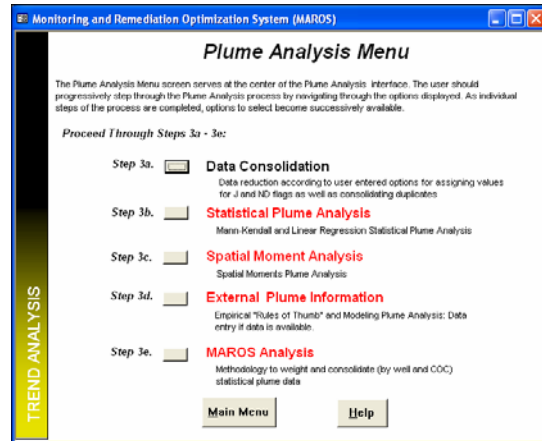 Monitoring and Remediation Optimization System (MAROS)
Plume Analysis Menu
The Plume Analysis Menu screen serves at the center of the Plume Analysis interface. The user should
progressively step through the Plume Analysis process by navigating through the options displayed. As individual
steps of the process are completed, options to select become successively available.
Proceed Through Steps 3a - 3e:
Step 3a. Data Consolidation
Data reduction according to user entered options for assigning values
for J and ND flags as well as consolidating duplicates
Step 3b. Statistical Plume Analysis
Mann-Kendall and Linear Regression Statistical Plume Analysis
Step 3c. Spatial Moment Analysis
Spatial Moments Plume Analysis
Step 3d. External Plume Information
Empirical "Rules of Thumb" and Modeling Plume Analysis: Data
entry if data is available.
Step 3e. MAROS Analysis
Methodology to weight and consolidate (by well and COC)
statistical plume data
TREND ANALYSIS
Main Menu
Help